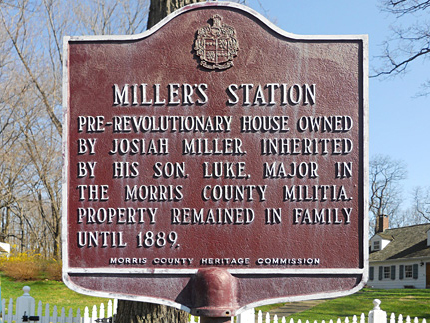 MILLER'S STATION
PRE-REVOLUTIONARY HOUSE OWNED
BY JOSIAH MILLER. INHERITED
BY HIS SON, LUKE, MAJOR IN
THE MORRIS COUNTY MILITIA.
PROPERTY REMAINED IN FAMILY
UNTIL 1889.
MORRIS COUNTY HERITAGE COMMISSION